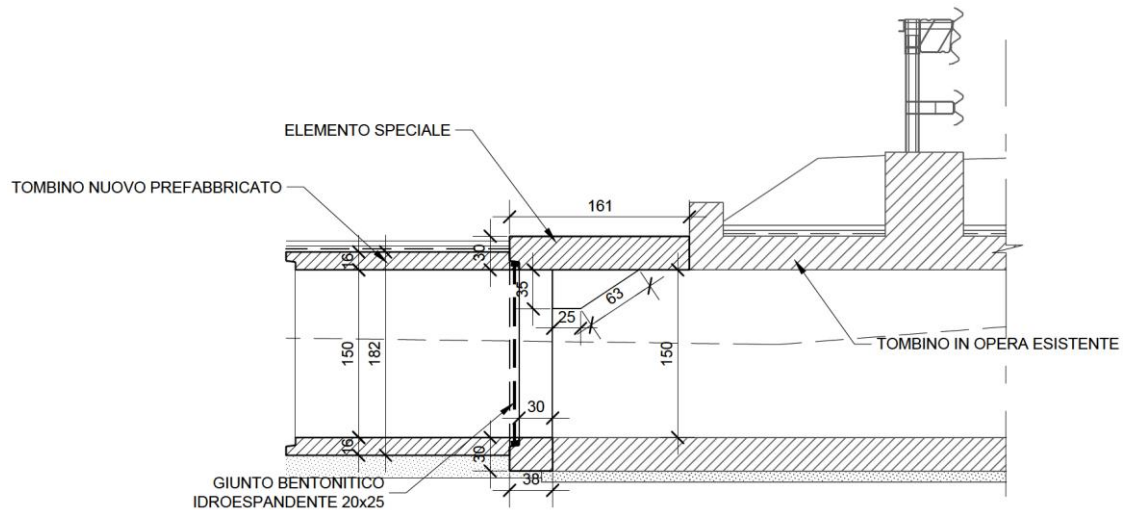 ELEMENTO SPECIALE
TOMBINO NUOVO PREFABBRICATO
161
16
30
35
63
25
150
182
150
TOMBINO IN OPERA ESISTENTE
30
16
30
38
GIUNTO BENTONITICO
IDROESPANDENTE 20x25